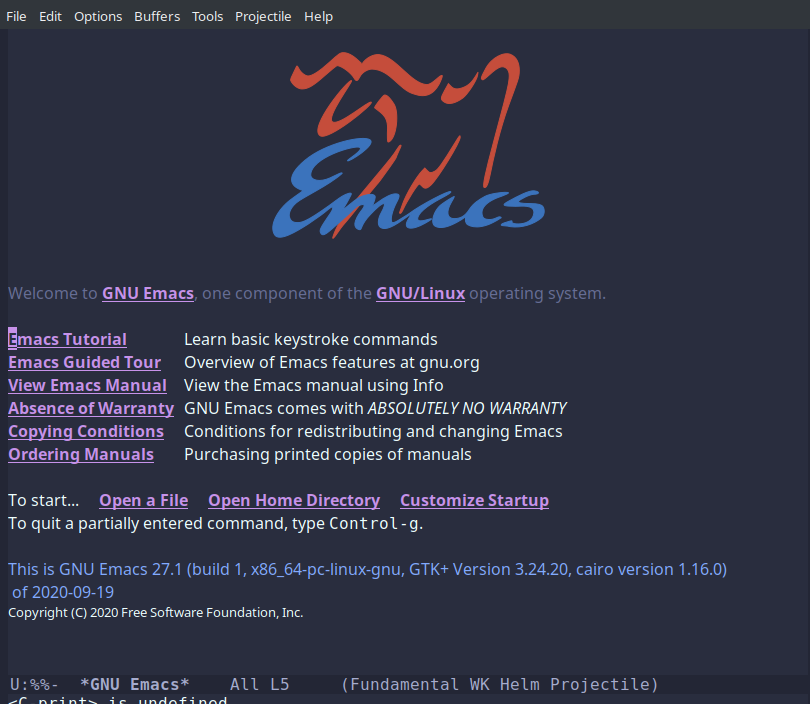 File Edit Options Buffers Tools Projectile Help
Emacs
Welcome to GNU Emacs, one component of the GNU/Linux operating system.
Emacs Tutorial Learn basic keystroke commands
Emacs Guided Tour Overview of Emacs features at gnu.org
View Emacs Manual View the Emacs manual using Info
Absence of Warranty GNU Emacs comes with ABSOLUTELY NO WARRANTY
Copying Conditions Conditions for redistributing and changing Emacs
Ordering Manuals Purchasing printed copies of manuals
To start... Open a File Open Home Directory Customize Startup
To quit a partially entered command, type Control-g.
This is GNU Emacs 27.1 (build 1, x86_64-pc-linux-gnu, GTK+ Version 3.24.20, cairo version 1.16.0)
of 2020-09-19
Copyright (C) 2020 Free Software Foundation, Inc.
U:%%- *GNU Emacs* All L5 (Fundamental WK Helm Projectile)
<C-print> is undefined